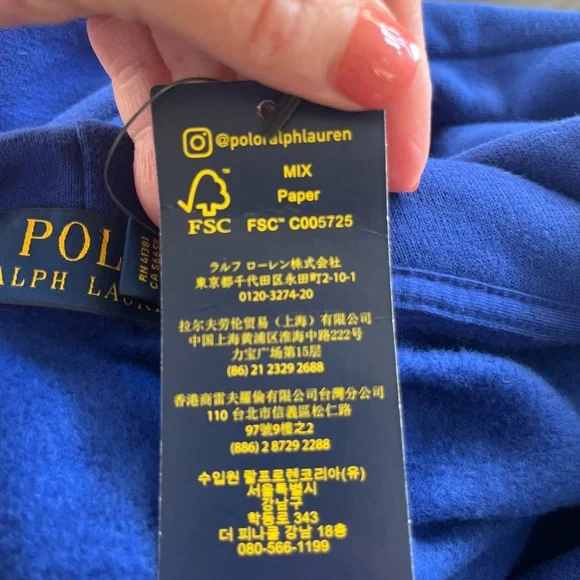 @poloralphlauren
MIX
Paper
FSC™ C005725
FSC™
ラルフ ローレン株式会社
東京都千代田区永田町2-10-1
0120-3274-20
拉尔夫劳伦贸易（上海）有限公司
中国上海黄浦区淮海中路222号
力宝广场第15层
(86) 21 2329 2688
香港商雷夫羅倫有限公司台灣分公司
110 台北市信義區松仁路
97號9樓之2
(886) 2 8729 2288
수입원 랄프로렌코리아(유)
서울특별시
강남구
학동로 343
더 피나클 강남 18층
080-566-1199
POL
ALPH LAU
RN 41381